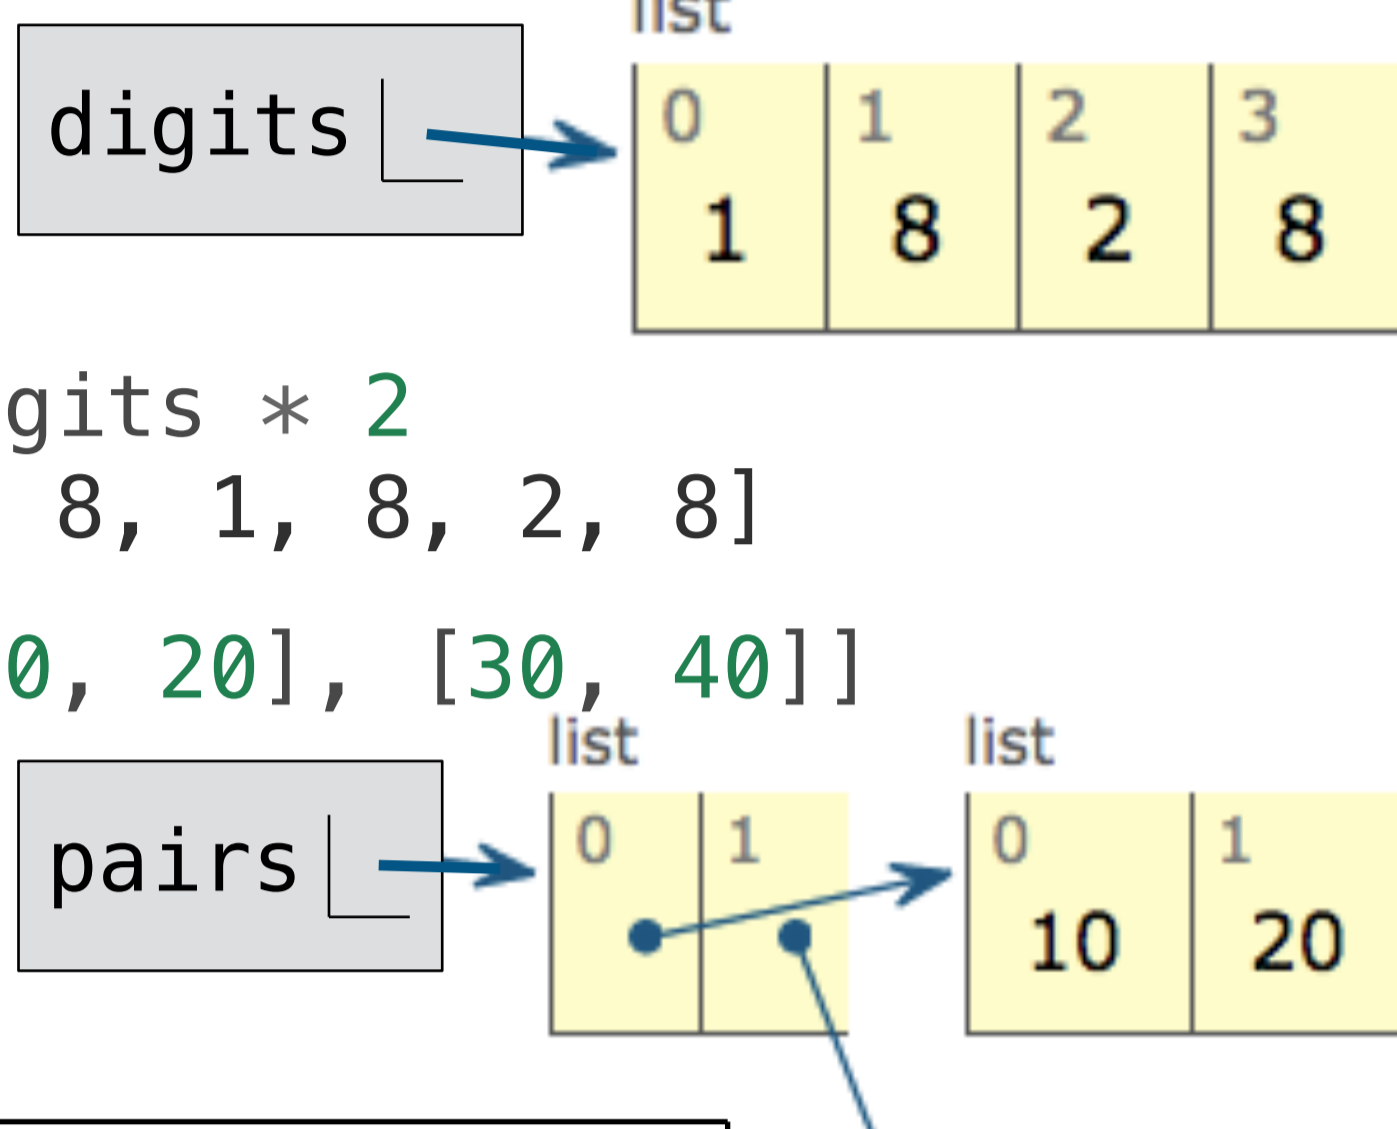 list
digits
0 1 2 3
1 8 2 8
gits * 2
8, 1, 8, 2, 8]
0, 20], [30, 40]]
list list
pairs
0 1 0 1
10 20